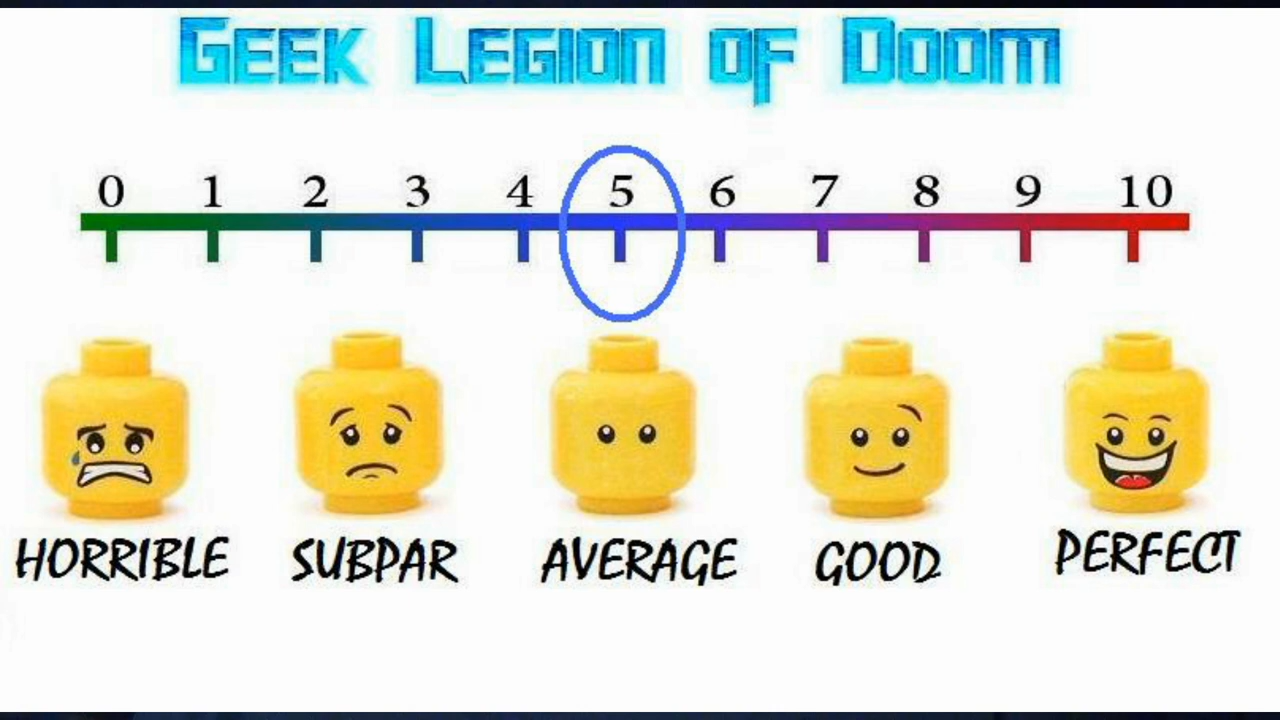 Geek Legion of Doom
0 1 2 3 4 5 6 7 8 9 10
HORRIBLE SUBPAR AVERAGE GOOD PERFECT